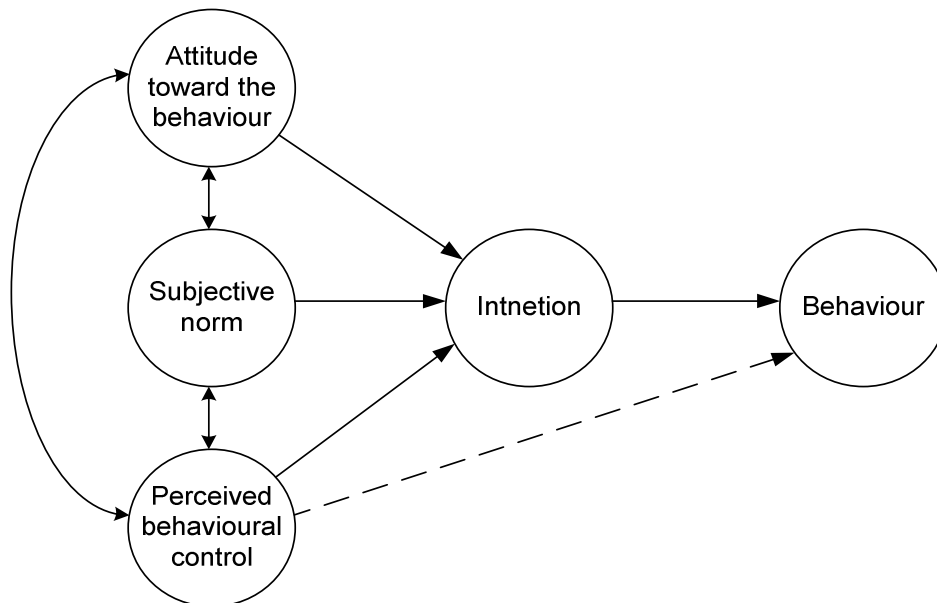 Attitude
toward the
behaviour
Subjective
norm
Intnetion
Behaviour
Perceived
behavioural
control